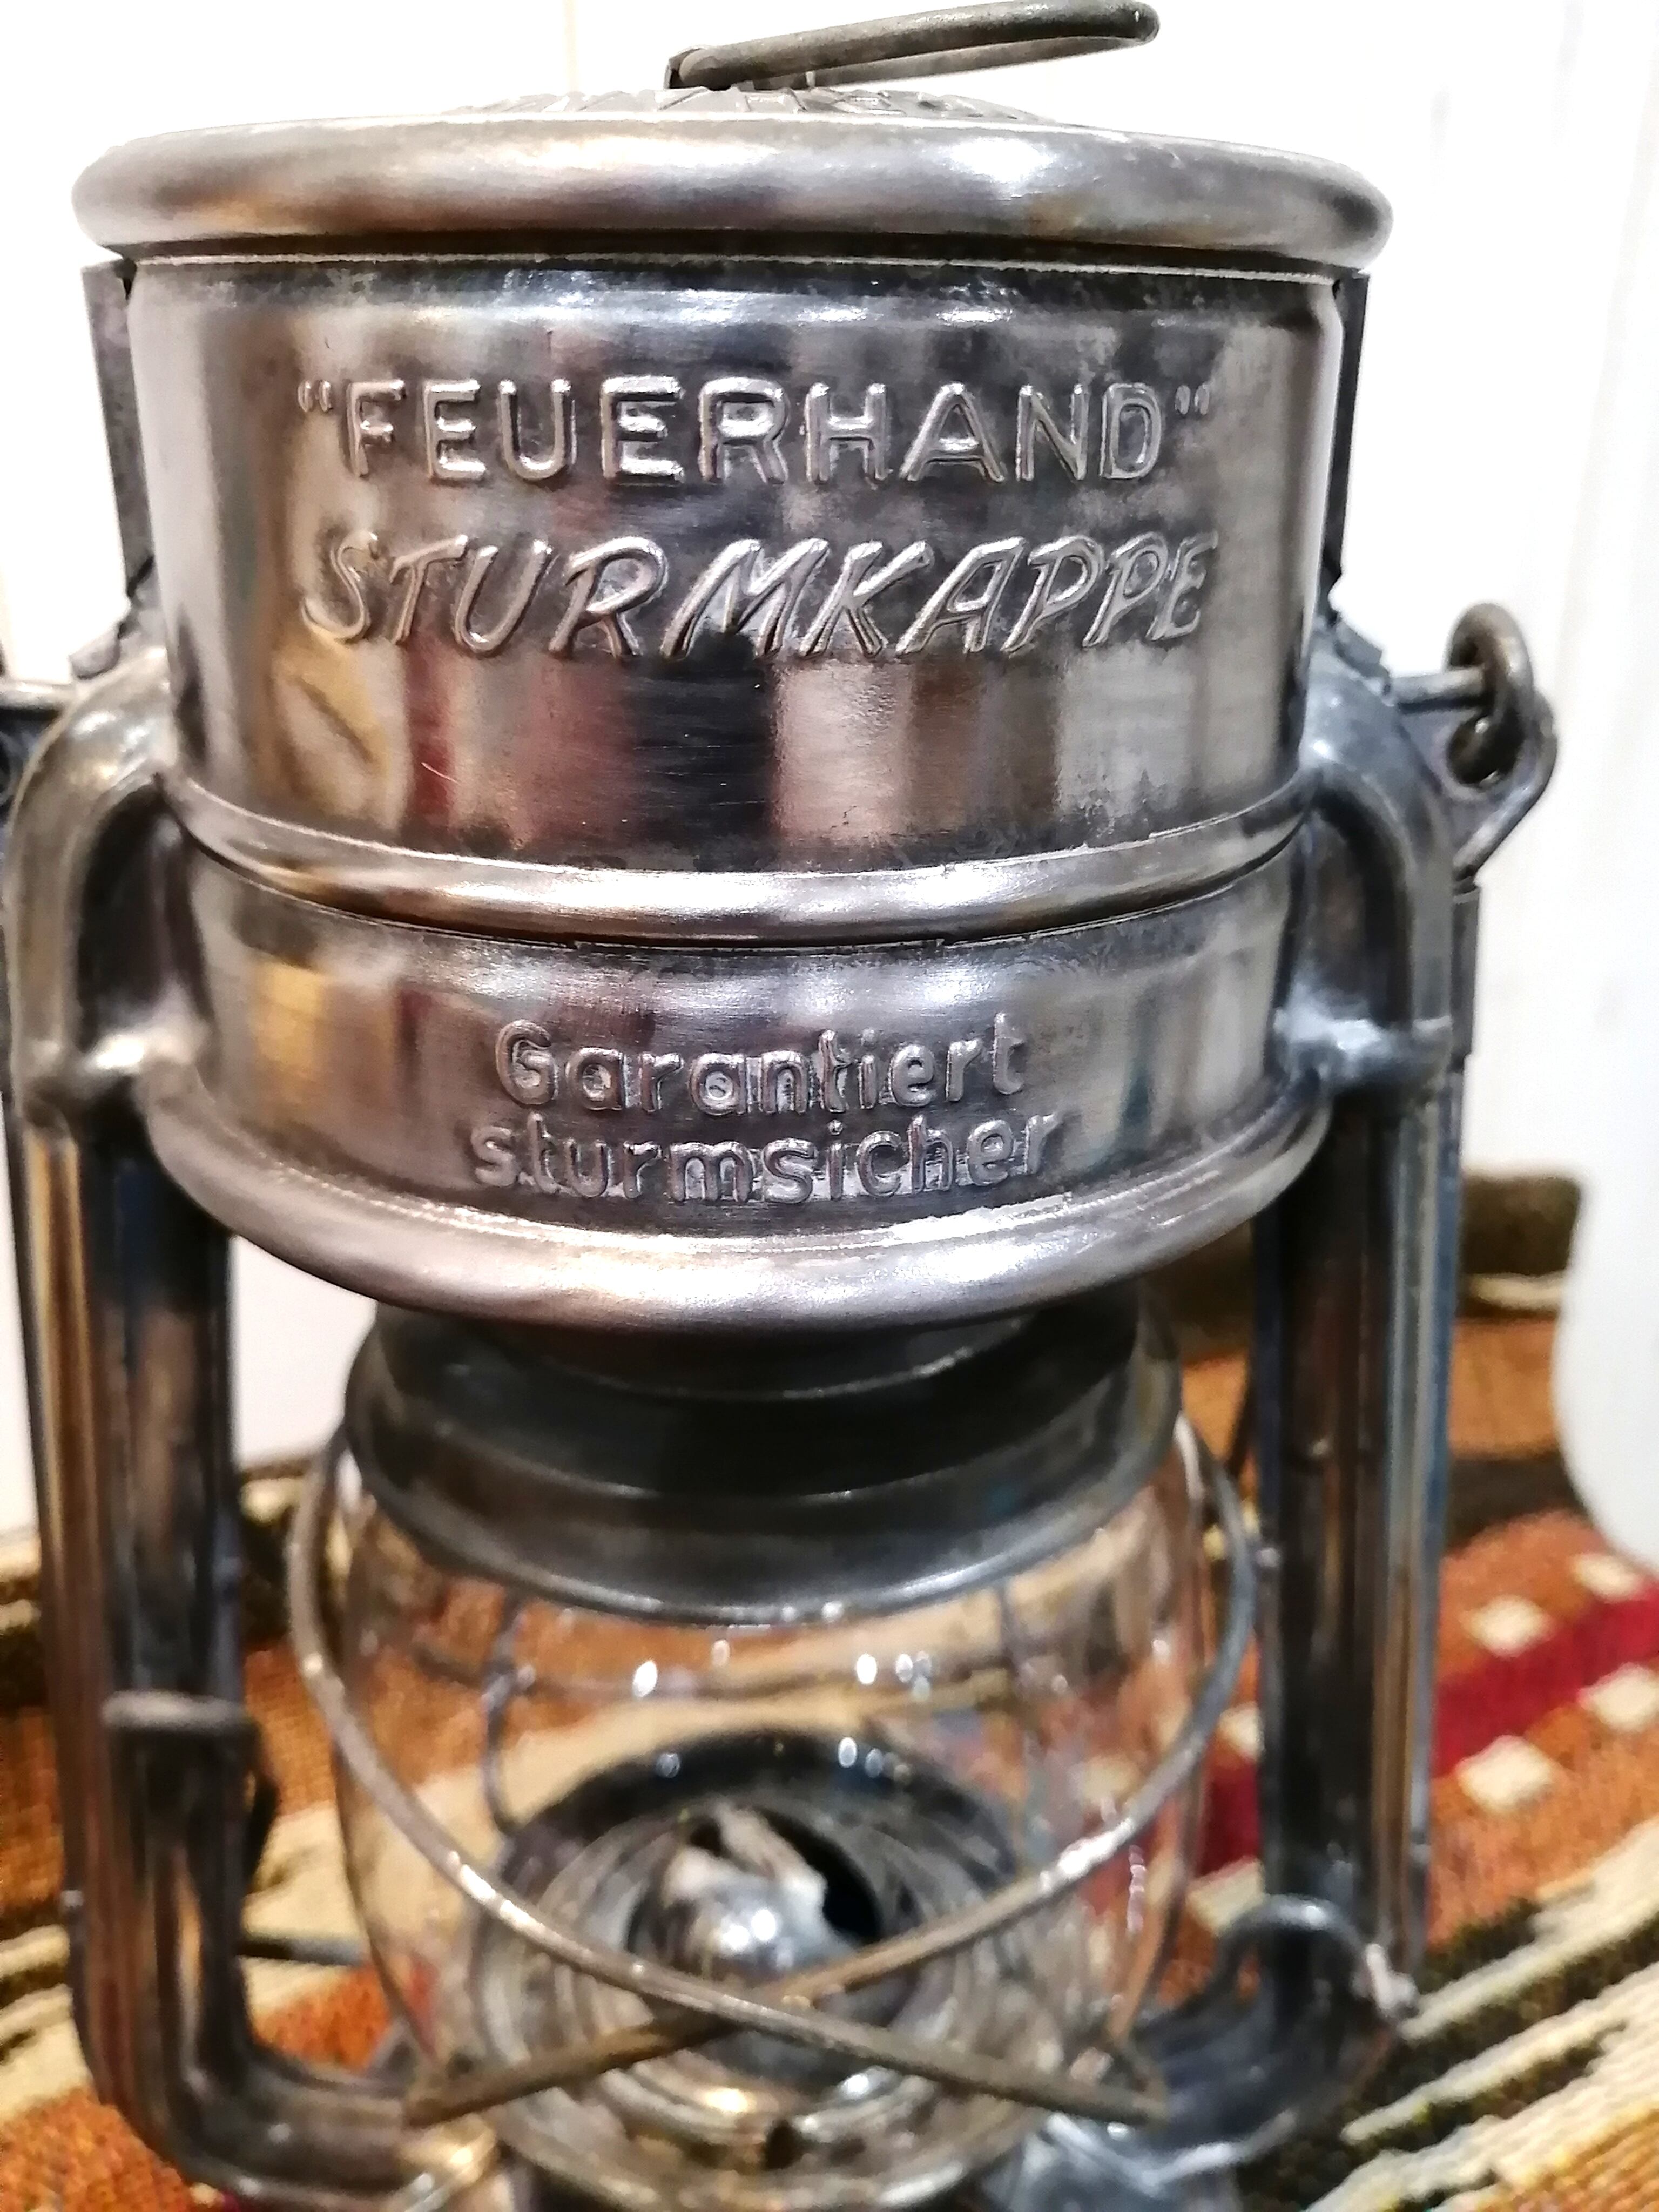 "FEUERHAND"
STURMKAPPE
Garantiert
sturmsicher